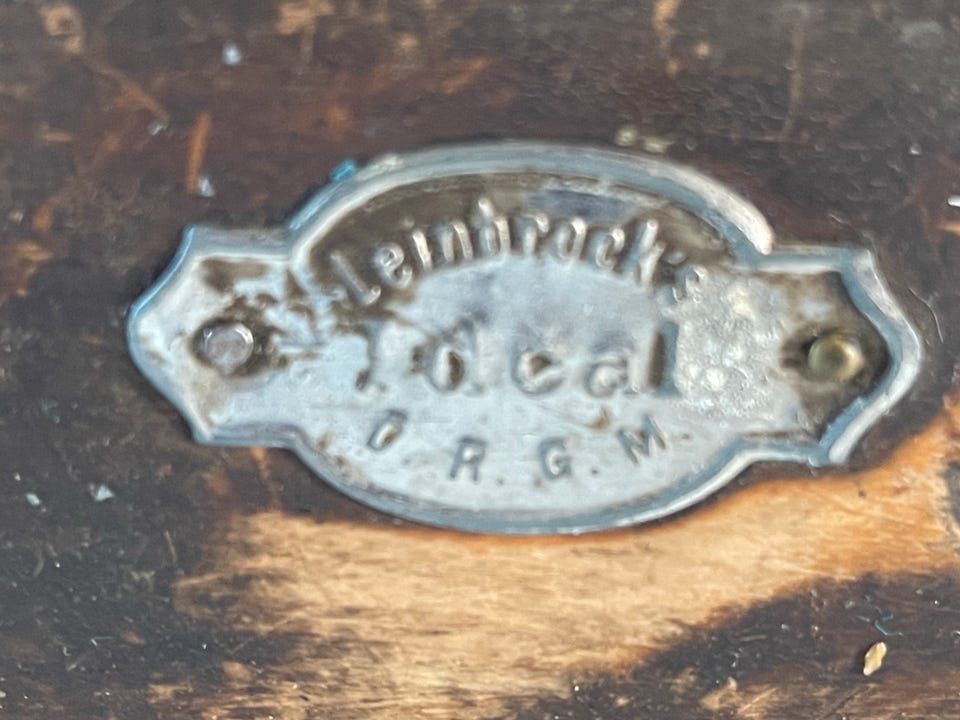 Leinbrock's
Ideal
D. R. G. M.